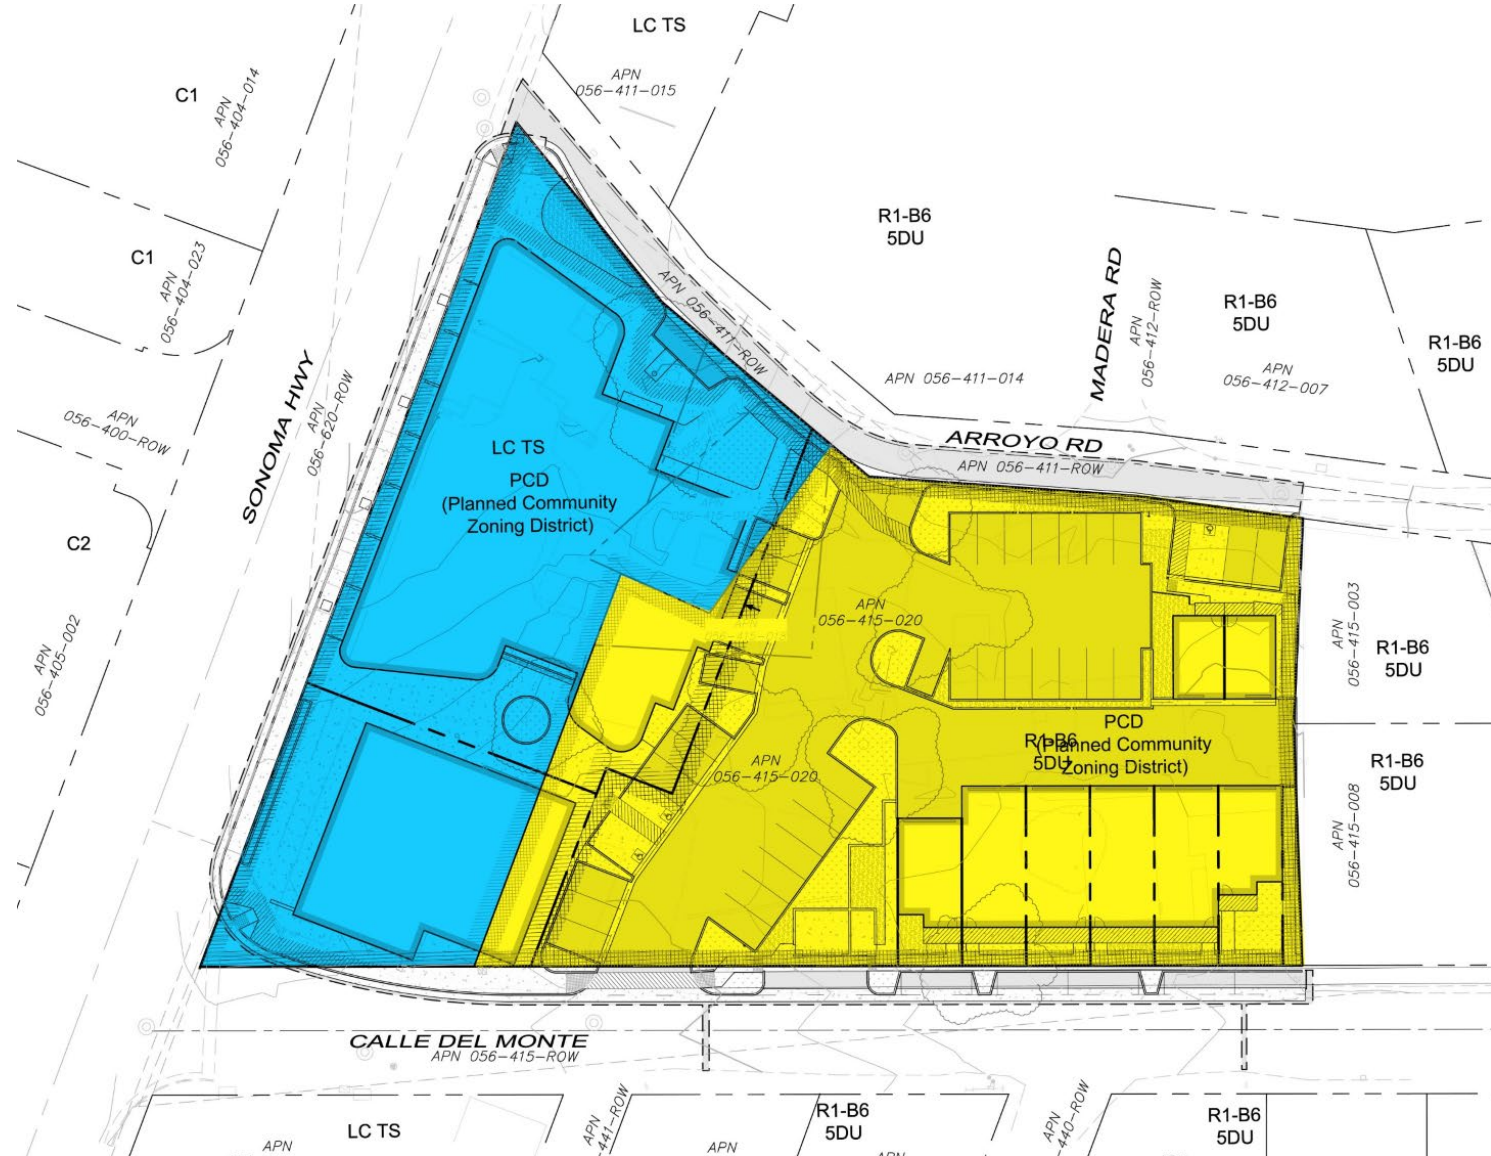 LC TS
APN
056-411-015
C1
APN
056-404-014
R1-B6
5DU
C1
APN
056-404-023
MADERA RD
APN
056-412-ROW
R1-B6
5DU
R1-B6
5DU
APN 056-411-ROW
APN 056-411-014
APN
056-412-007
SONOMA HWY
APN
056-620-ROW
APN
056-400-ROW
ARROYO RD
APN 056-411-ROW
LC TS
PCD
(Planned Community
Zoning District)
C2
APN
056-405-002
APN
056-415-020
APN
056-415-003
R1-B6
5DU
PCD
(Planned Community
Zoning District)
R1-B6
5DU
APN
056-415-020
R1-B6
5DU
APN
056-415-008
CALLE DEL MONTE
APN 056-415-ROW
LC TS
APN
APN
-441-ROW
R1-B6
5DU
APN
APN
APN
-440-ROW
R1-B6
5DU